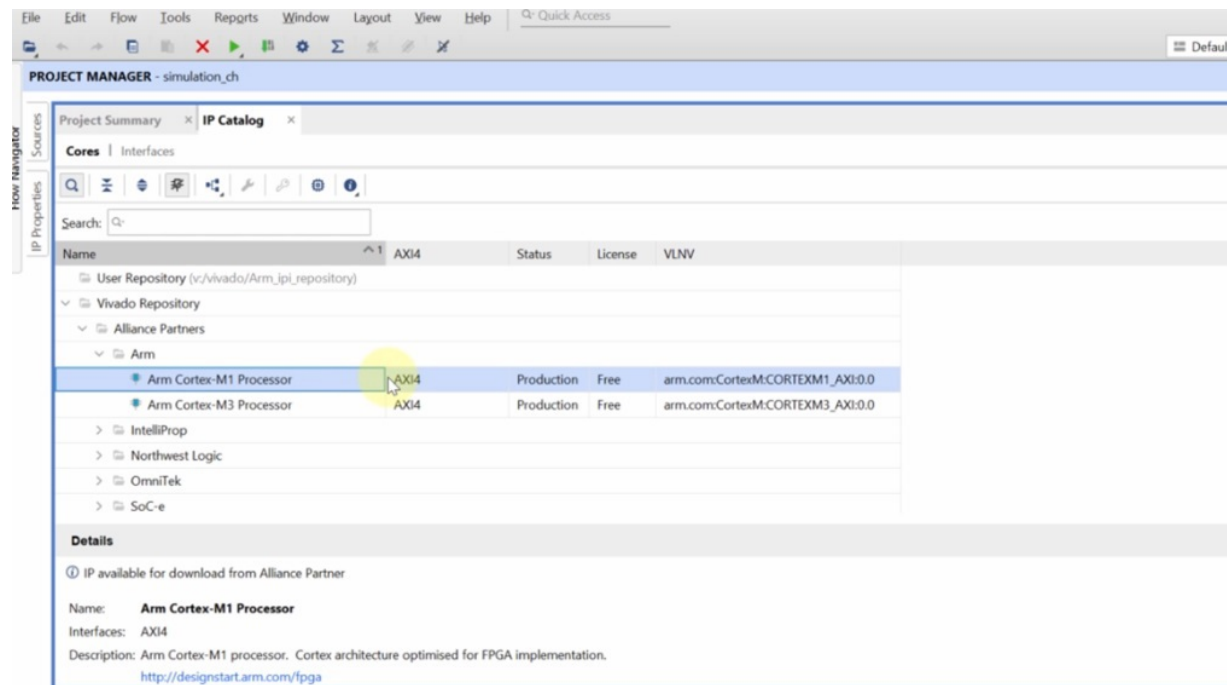 File Edit Flow Tools Reports Window Layout View Help Quick Access
Defaul
PROJECT MANAGER - simulation_ch
Flow Navigator
Sources
IP Properties
Project Summary × IP Catalog ×
Cores | Interfaces
Search:
Name 1 AXI4 Status License VLNV
User Repository (v:/vivado/Arm_ipi_repository)
Vivado Repository
Alliance Partners
Arm
Arm Cortex-M1 Processor AXI4 Production Free arm.com:CortexM:CORTEXM1_AXI:0.0
Arm Cortex-M3 Processor AXI4 Production Free arm.com:CortexM:CORTEXM3_AXI:0.0
IntelliProp
Northwest Logic
OmniTek
SoC-e
Details
IP available for download from Alliance Partner
Name: Arm Cortex-M1 Processor
Interfaces: AXI4
Description: Arm Cortex-M1 processor. Cortex architecture optimised for FPGA implementation.
http://designstart.arm.com/fpga